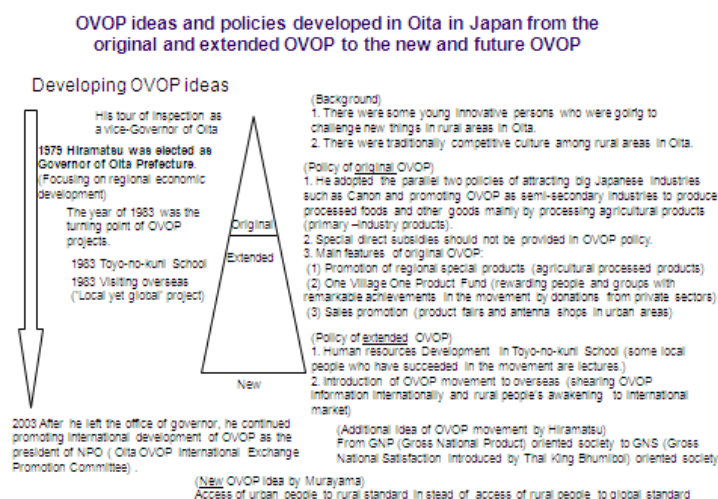 OVOP ideas and policies developed in Oita in Japan from the
original and extended OVOP to the new and future OVOP
Developing OVOP ideas
His tour of inspection as
a vice-Governor of Oita
1979 Hiramatsu was elected as
Governor of Oita Prefecture.
(Focusing on regional economic
development)
The year of 1983 was the
turning point of OVOP
projects.
1983 Toyo-no-kuni School
1983 Visiting overseas
("Local yet global" project)
2003 After he left the office of governor, he continued
promoting international development of OVOP as the
president of NPO ( Oita OVOP International Exchange
Promotion Committee) .
Original
Extended
New
(Background)
1. There were some young innovative persons who were going to
challenge new things in rural areas in Oita.
2. There were traditionally competitive culture among rural areas in Oita.
(Policy of original OVOP)
1. He adopted the parallel two policies of attracting big Japanese industries
such as Canon and promoting OVOP as semi-secondary industries to produce
processed foods and other goods mainly by processing agricultural products
(primary –industry products).
2. Special direct subsidies should not be provided in OVOP policy.
3. Main features of original OVOP:
(1) Promotion of regional special products (agricultural processed products)
(2) One Village One Product Fund (rewarding people and groups with
remarkable achievements in the movement by donations from private sectors)
(3) Sales promotion (product fairs and antenna shops in urban areas)
(Policy of extended OVOP)
1. Human resources Development in Toyo-no-kuni School (some local
people who have succeeded in the movement are lectures.)
2. Introduction of OVOP movement to overseas (shearing OVOP
information internationally and rural people's awakening to international
market)
(Additional idea of OVOP movement by Hiramatsu)
From GNP (Gross National Product) oriented society to GNS (Gross
National Satisfaction introduced by Thai King Bhumibol) oriented society
(New OVOP idea by Murayama)
Access of urban people to rural standard in stead of access of rural people to global standard